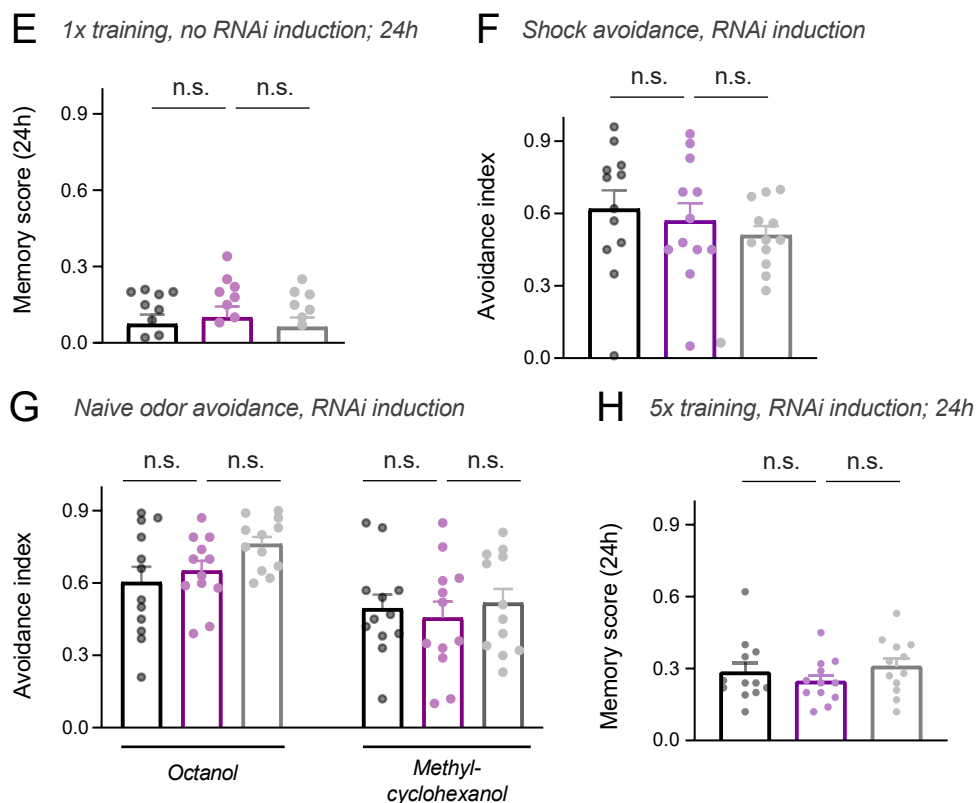 E 1x training, no RNAi induction; 24h
n.s. n.s.
Memory score (24h)
0.9
0.6
0.3
0.0
F Shock avoidance, RNAi induction
n.s. n.s.
Avoidance index
0.9
0.6
0.3
0.0
G Naive odor avoidance, RNAi induction
n.s. n.s. n.s. n.s.
Avoidance index
0.9
0.6
0.3
0.0
Octanol
Methyl-
cyclohexanol
H 5x training, RNAi induction; 24h
n.s. n.s.
Memory score (24h)
0.9
0.6
0.3
0.0